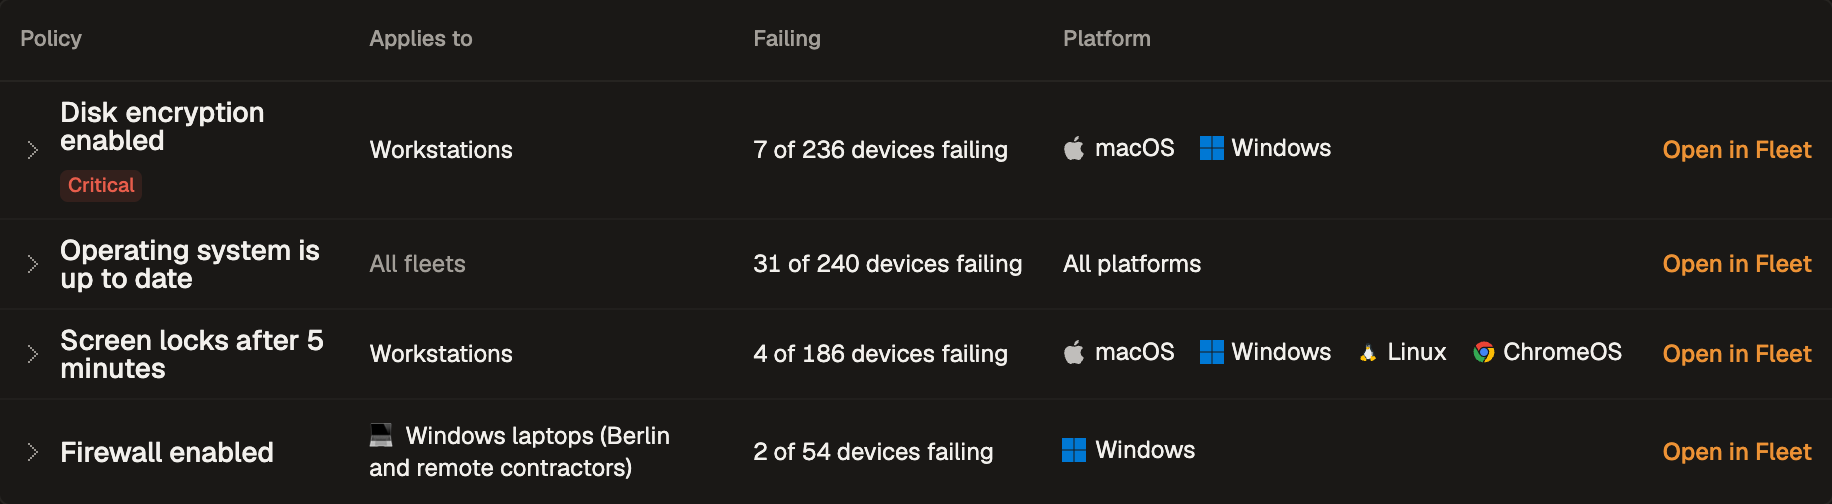 Policy
Applies to
Failing
Platform
Disk encryption
enabled
Critical
Workstations
7 of 236 devices failing
macOS
Windows
Open in Fleet
Operating system is
up to date
All fleets
31 of 240 devices failing
All platforms
Open in Fleet
Screen locks after 5
minutes
Workstations
4 of 186 devices failing
macOS
Windows
Linux
ChromeOS
Open in Fleet
Firewall enabled
Windows laptops (Berlin
and remote contractors)
2 of 54 devices failing
Windows
Open in Fleet